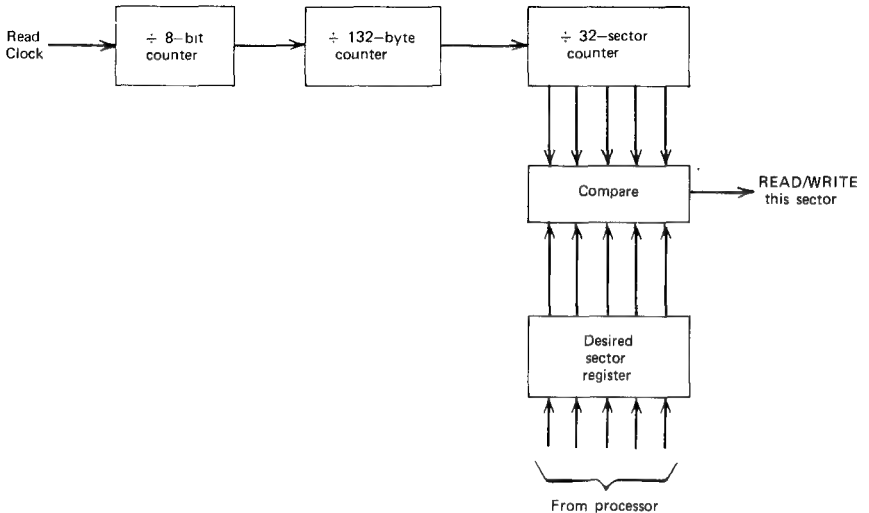 Read
Clock
÷ 8–bit
counter
÷ 132–byte
counter
÷ 32–sector
counter
Compare
READ/WRITE
this sector
Desired
sector
register
From processor